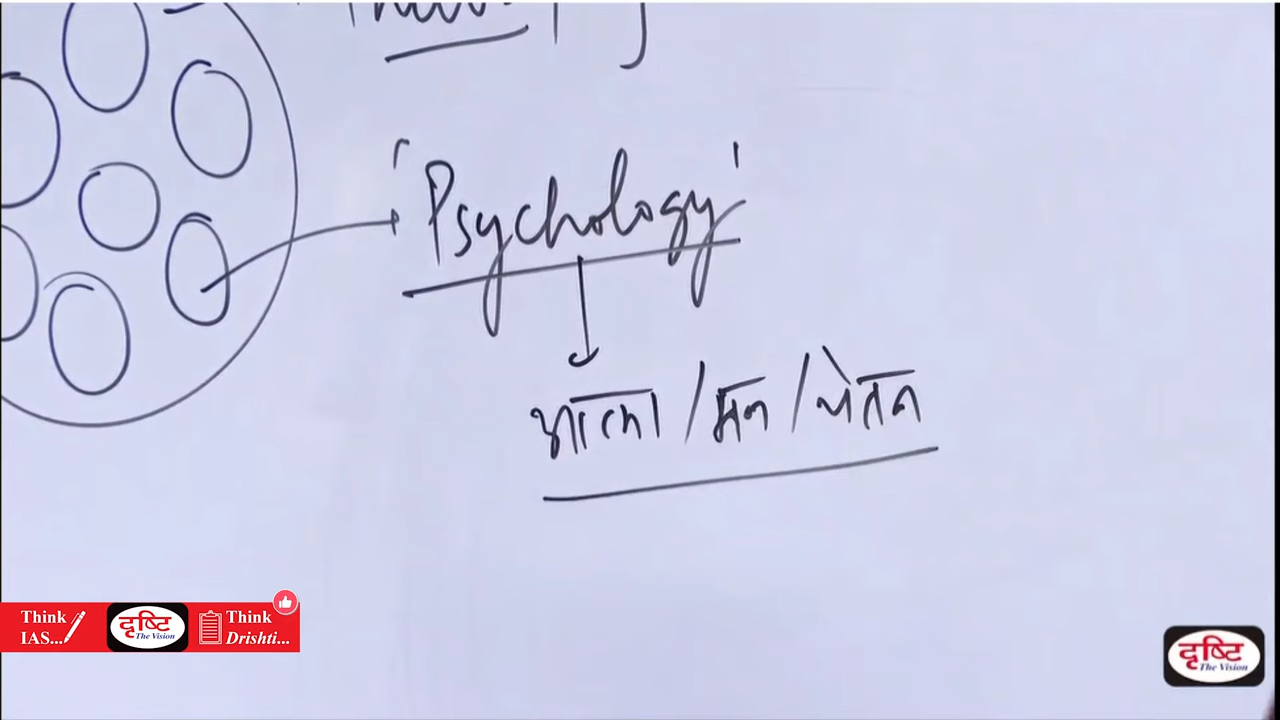 'Psychology'
आत्मा / मन / चेतन
Think
IAS...
दृष्टि
The Vision
Think
Drishti...
दृष्टि
The Vision